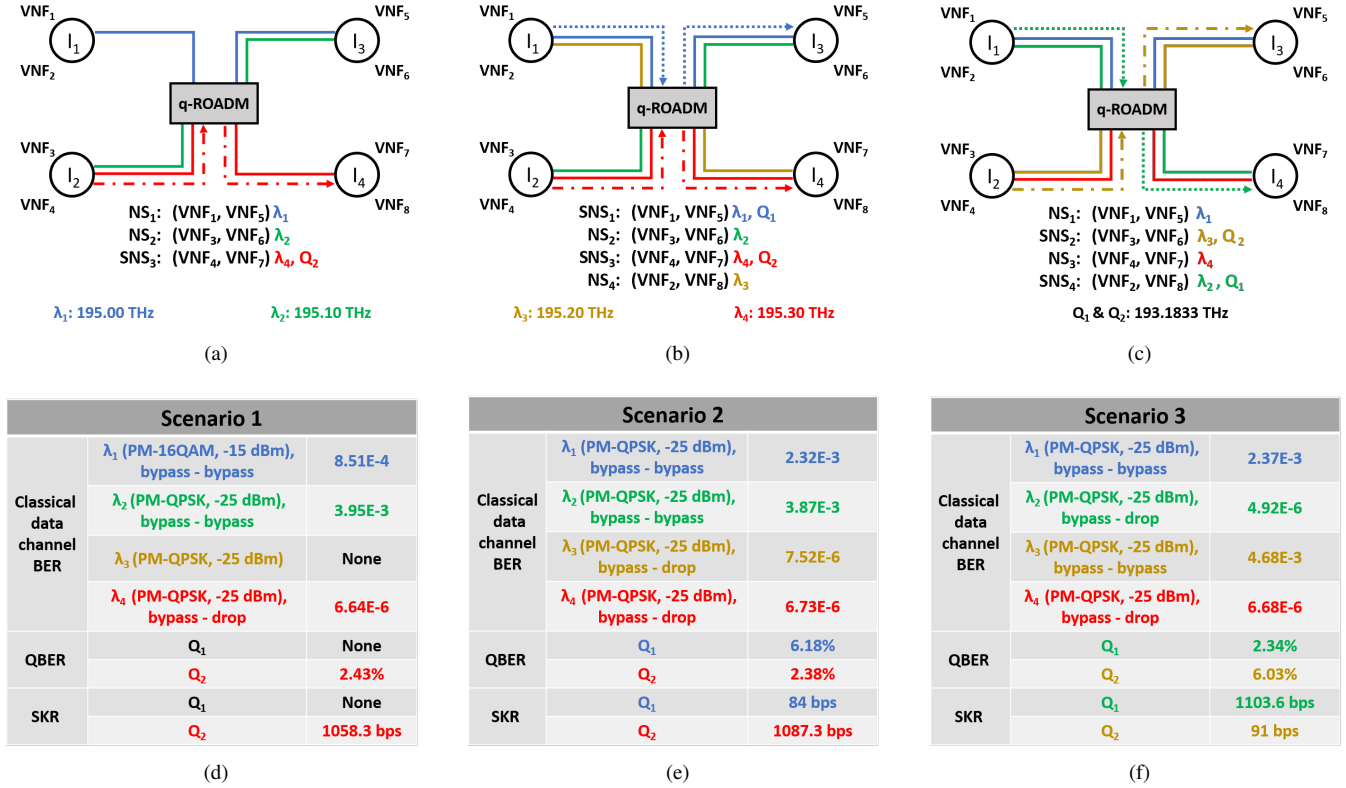 VNF₁
I₁
VNF₂
VNF₅
I₃
VNF₆
q-ROADM
VNF₃
I₂
VNF₄
VNF₇
I₄
VNF₈
NS₁: (VNF₁, VNF₅) λ₁
NS₂: (VNF₃, VNF₆) λ₂
SNS₃: (VNF₄, VNF₇) λ₄, Q₂
λ₁: 195.00 THz
λ₂: 195.10 THz
(a)
VNF₁
I₁
VNF₂
VNF₅
I₃
VNF₆
q-ROADM
VNF₃
I₂
VNF₄
VNF₇
I₄
VNF₈
SNS₁: (VNF₁, VNF₅) λ₁, Q₁
NS₂: (VNF₃, VNF₆) λ₂
SNS₃: (VNF₄, VNF₇) λ₄, Q₂
NS₄: (VNF₂, VNF₈) λ₃
λ₃: 195.20 THz
λ₄: 195.30 THz
(b)
VNF₁
I₁
VNF₂
VNF₅
I₃
VNF₆
q-ROADM
VNF₃
I₂
VNF₄
VNF₇
I₄
VNF₈
NS₁: (VNF₁, VNF₅) λ₁
SNS₂: (VNF₃, VNF₆) λ₃, Q₂
NS₃: (VNF₄, VNF₇) λ₄
SNS₄: (VNF₂, VNF₈) λ₂, Q₁
Q₁ & Q₂: 193.1833 THz
(c)
Scenario 1
Classical
data
channel
BER
λ₁ (PM-16QAM, -15 dBm),
bypass - bypass
8.51E-4
λ₂ (PM-QPSK, -25 dBm),
bypass - bypass
3.95E-3
λ₃ (PM-QPSK, -25 dBm)
None
λ₄ (PM-QPSK, -25 dBm),
bypass - drop
6.64E-6
QBER
Q₁
None
Q₂
2.43%
SKR
Q₁
None
Q₂
1058.3 bps
(d)
Scenario 2
Classical
data
channel
BER
λ₁ (PM-QPSK, -25 dBm),
bypass - bypass
2.32E-3
λ₂ (PM-QPSK, -25 dBm),
bypass - bypass
3.87E-3
λ₃ (PM-QPSK, -25 dBm),
bypass - drop
7.52E-6
λ₄ (PM-QPSK, -25 dBm),
bypass - drop
6.73E-6
QBER
Q₁
6.18%
Q₂
2.38%
SKR
Q₁
84 bps
Q₂
1087.3 bps
(e)
Scenario 3
Classical
data
channel
BER
λ₁ (PM-QPSK, -25 dBm),
bypass - bypass
2.37E-3
λ₂ (PM-QPSK, -25 dBm),
bypass - drop
4.92E-6
λ₃ (PM-QPSK, -25 dBm),
bypass - bypass
4.68E-3
λ₄ (PM-QPSK, -25 dBm),
bypass - drop
6.68E-6
QBER
Q₁
2.34%
Q₂
6.03%
SKR
Q₁
1103.6 bps
Q₂
91 bps
(f)